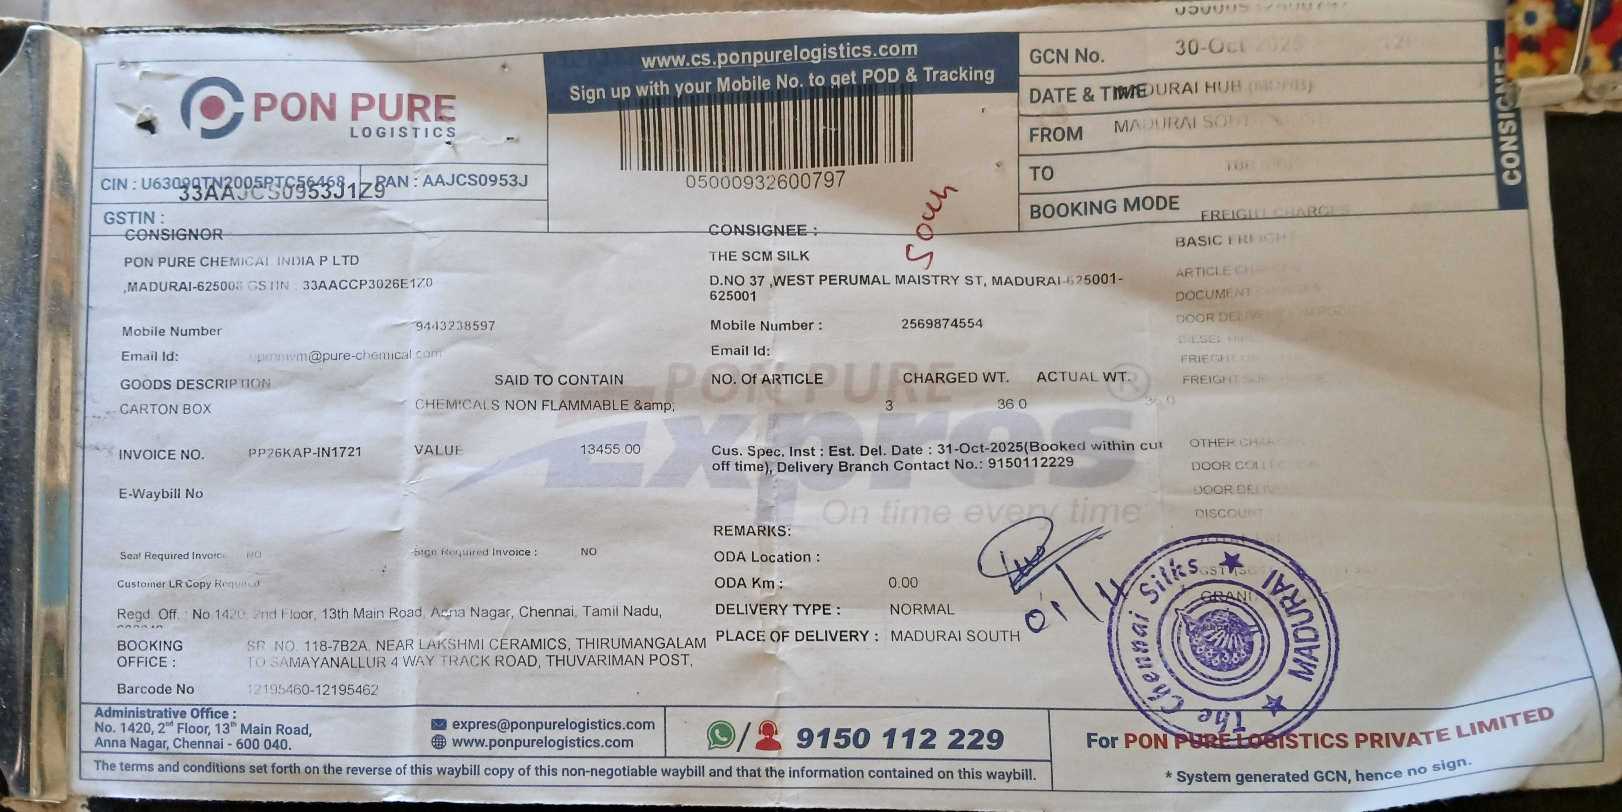 www.cs.ponpurelogistics.com
Sign up with your Mobile No. to get POD & Tracking
PON PURE
LOGISTICS
CIN : U63090TN2005PTC56468 PAN : AAJCS0953J
33AAJCS0953J1Z9
GSTIN :
05000932600797
South
GCN No.
30-Oct-2025
DATE & TIME
MADURAI HUB
FROM
MADURAI SOUTH
TO
BOOKING MODE
CONSIGNEE
CONSIGNOR
PON PURE CHEMICAL INDIA P LTD
,MADURAI-625008 GSTIN : 33AACCP3026E1Z0
Mobile Number 9443238597
Email Id: @pure-chemical.com
CONSIGNEE :
THE SCM SILK
D.NO 37 ,WEST PERUMAL MAISTRY ST, MADURAI-625001-
625001
Mobile Number : 2569874554
Email Id:
FREIGHT CHARGES
BASIC FREIGHT
ARTICLE
DOCUMENT
DOOR
FREIGHT
GOODS DESCRIPTION SAID TO CONTAIN NO. Of ARTICLE CHARGED WT. ACTUAL WT.
CARTON BOX CHEMICALS NON FLAMMABLE &amp, 3 36.0 36.0
PON PURE
Expres
On time every time
INVOICE NO. PP26KAP-IN1721 VALUE 13455.00
Cus. Spec. Inst : Est. Del. Date : 31-Oct-2025(Booked within cut
off time), Delivery Branch Contact No.: 9150112229
E-Waybill No
OTHER
DOOR
DOOR
DISCOUNT
REMARKS:
Seal Required Invoice NO Sign Required Invoice : NO
ODA Location :
Customer LR Copy Required
ODA Km : 0.00
Regd. Off. : No 1420, 2nd Floor, 13th Main Road, Anna Nagar, Chennai, Tamil Nadu,
DELIVERY TYPE : NORMAL
PLACE OF DELIVERY : MADURAI SOUTH
01/11
The Chennai Silks
MADURAI
BOOKING OFFICE : SR NO. 118-7B2A, NEAR LAKSHMI CERAMICS, THIRUMANGALAM
TO SAMAYANALLUR 4 WAY TRACK ROAD, THUVARIMAN POST,
Barcode No 12195460-12195462
Administrative Office :
No. 1420, 2nd Floor, 13th Main Road,
Anna Nagar, Chennai - 600 040.
expres@ponpurelogistics.com
www.ponpurelogistics.com
9150 112 229
For PON PURE LOGISTICS PRIVATE LIMITED
* System generated GCN, hence no sign.
The terms and conditions set forth on the reverse of this waybill copy of this non-negotiable waybill and that the information contained on this waybill.